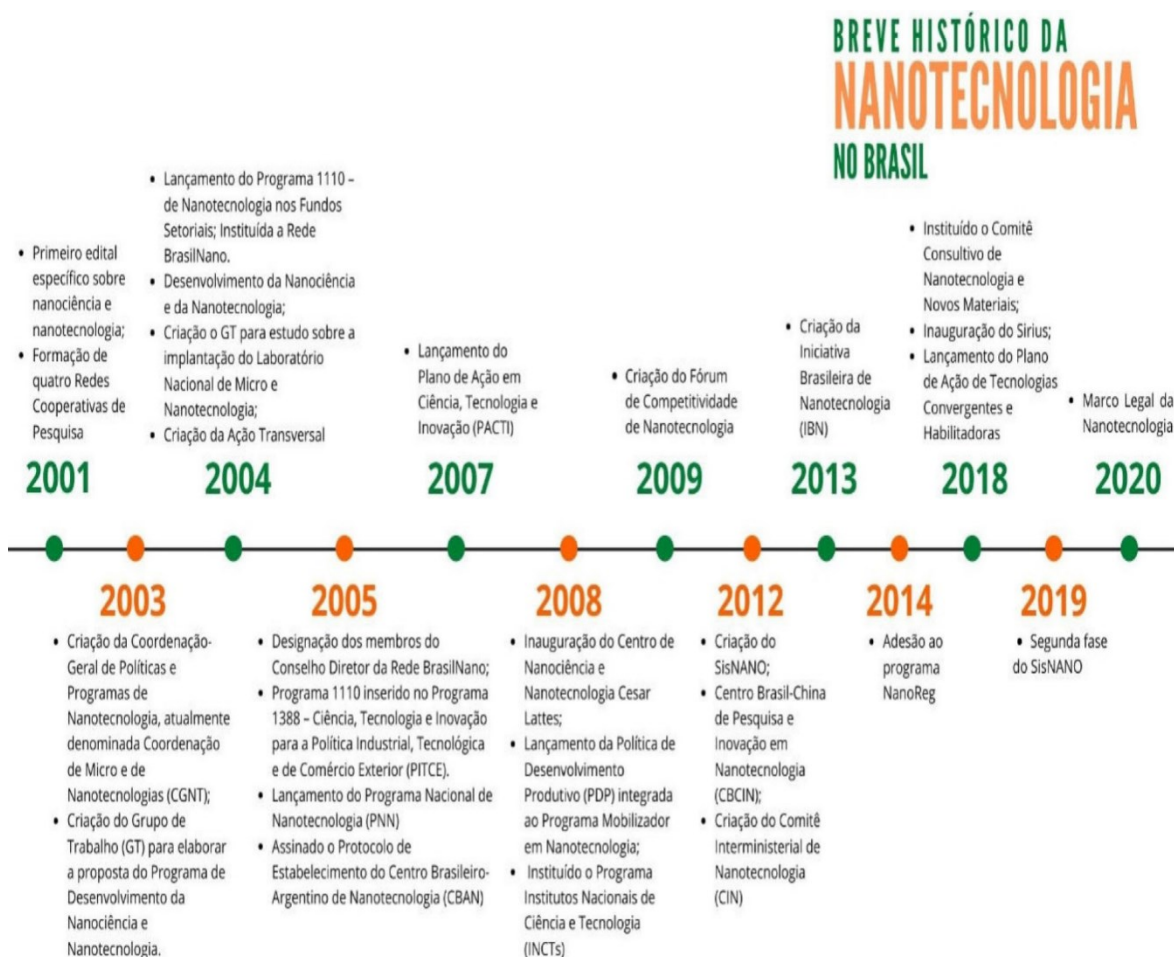 BREVE HISTÓRICO DA
NANOTECNOLOGIA
NO BRASIL
• Primeiro edital
específico sobre
nanociência e
nanotecnologia;
• Formação de
quatro Redes
Cooperativas de
Pesquisa
2001
• Lançamento do Programa 1110 –
de Nanotecnologia nos Fundos
Setoriais; Instituída a Rede
BrasilNano.
• Desenvolvimento da Nanociência
e da Nanotecnologia;
• Criação o GT para estudo sobre a
implantação do Laboratório
Nacional de Micro e
Nanotecnologia;
• Criação da Ação Transversal
2004
• Lançamento do
Plano de Ação em
Ciência, Tecnologia e
Inovação (PACTI)
2007
• Criação do Fórum
de Competitividade
de Nanotecnologia
2009
• Criação da
Iniciativa
Brasileira de
Nanotecnologia
(IBN)
2013
• Instituído o Comitê
Consultivo de
Nanotecnologia e
Novos Materiais;
• Inauguração do Sirius;
• Lançamento do Plano
de Ação de Tecnologias
Convergentes e
Habilitadoras
2018
• Marco Legal da
Nanotecnologia
2020
2003
• Criação da Coordenação-
Geral de Políticas e
Programas de
Nanotecnologia, atualmente
denominada Coordenação
de Micro e de
Nanotecnologias (CGNT);
• Criação do Grupo de
Trabalho (GT) para elaborar
a proposta do Programa de
Desenvolvimento da
Nanociência e
Nanotecnologia.
2005
• Designação dos membros do
Conselho Diretor da Rede BrasilNano;
• Programa 1110 inserido no Programa
1388 – Ciência, Tecnologia e Inovação
para a Política Industrial, Tecnológica
e de Comércio Exterior (PITCE).
• Lançamento do Programa Nacional de
Nanotecnologia (PNN)
• Assinado o Protocolo de
Estabelecimento do Centro Brasileiro-
Argentino de Nanotecnologia (CBAN)
2008
• Inauguração do Centro de
Nanociência e
Nanotecnologia Cesar
Lattes;
• Lançamento da Política de
Desenvolvimento
Produtivo (PDP) integrada
ao Programa Mobilizador
em Nanotecnologia;
• Instituído o Programa
Institutos Nacionais de
Ciência e Tecnologia
(INCTs)
2012
• Criação do
SisNANO;
• Centro Brasil-China
de Pesquisa e
Inovação em
Nanotecnologia
(CBCIN);
• Criação do Comitê
Interministerial de
Nanotecnologia
(CIN)
2014
• Adesão ao
programa
NanoReg
2019
• Segunda fase
do SisNANO